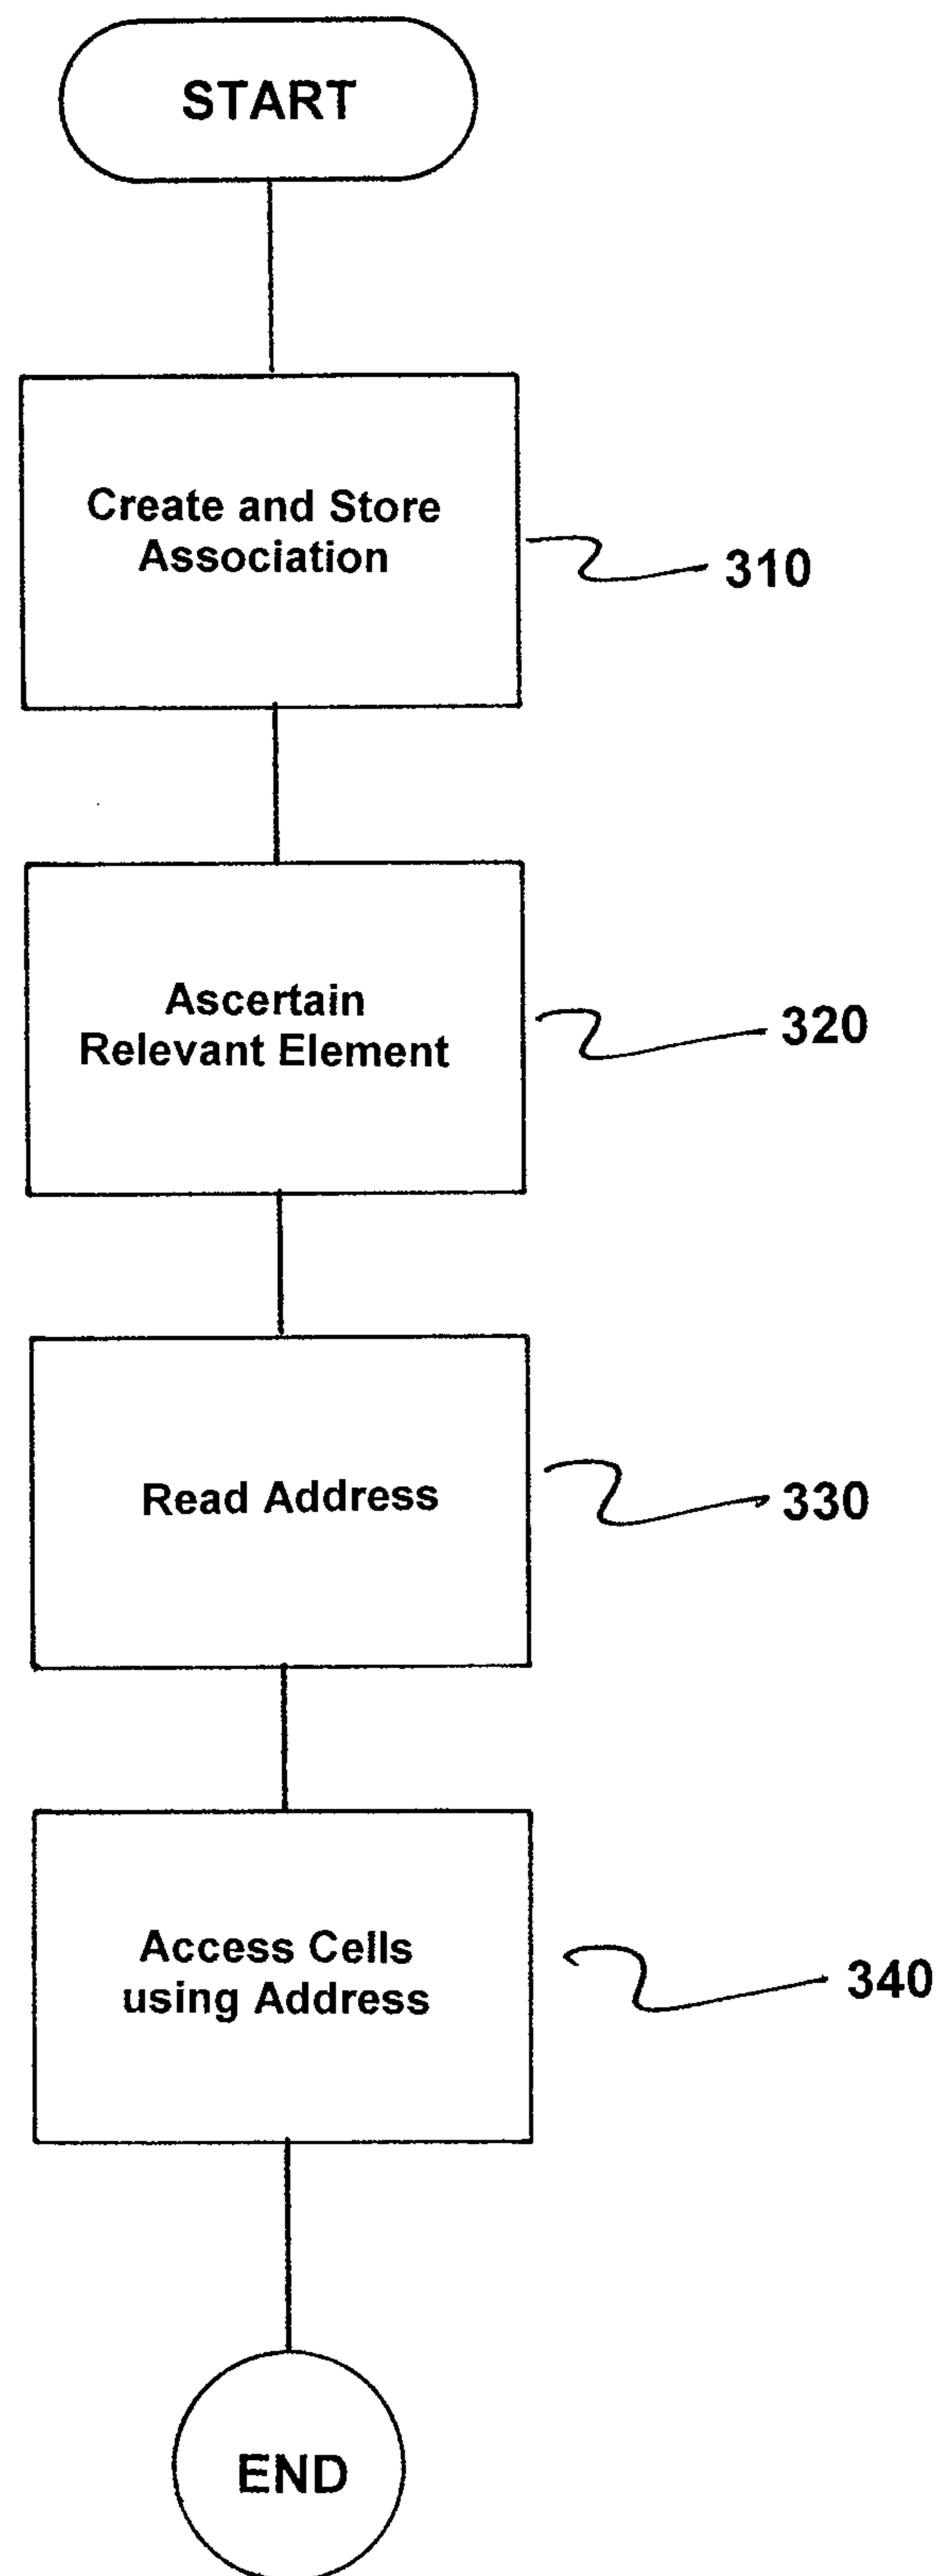 START
Create and Store
Association
310
Ascertain
Relevant Element
320
Read Address
330
Access Cells
using Address
340
END